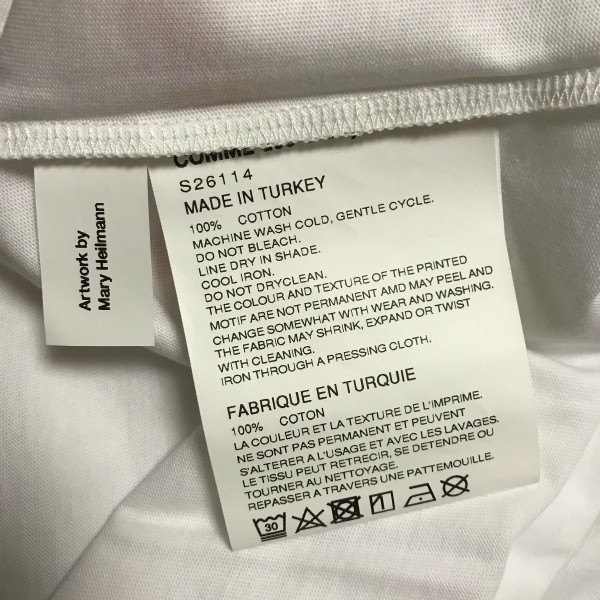 COMME
S26114
MADE IN TURKEY
100% COTTON
MACHINE WASH COLD, GENTLE CYCLE.
DO NOT BLEACH.
LINE DRY IN SHADE.
COOL IRON.
DO NOT DRYCLEAN.
THE COLOUR AND TEXTURE OF THE PRINTED
MOTIF ARE NOT PERMANENT AMD MAY PEEL AND
CHANGE SOMEWHAT WITH WEAR AND WASHING.
THE FABRIC MAY SHRINK, EXPAND OR TWIST
WITH CLEANING.
IRON THROUGH A PRESSING CLOTH.
FABRIQUE EN TURQUIE
100% COTON
LA COULEUR ET LA TEXTURE DE L'IMPRIME.
NE SONT PAS PERMANENT ET PEUVENT
S'ALTERER A L'USAGE ET AVEC LES LAVAGES.
LE TISSU PEUT RETRECIR, SE DETENDRE OU
TOURNER AU NETTOYAGE.
REPASSER A TRAVERS UNE PATTEMOUILLE.
30
Artwork by
Mary Heilmann